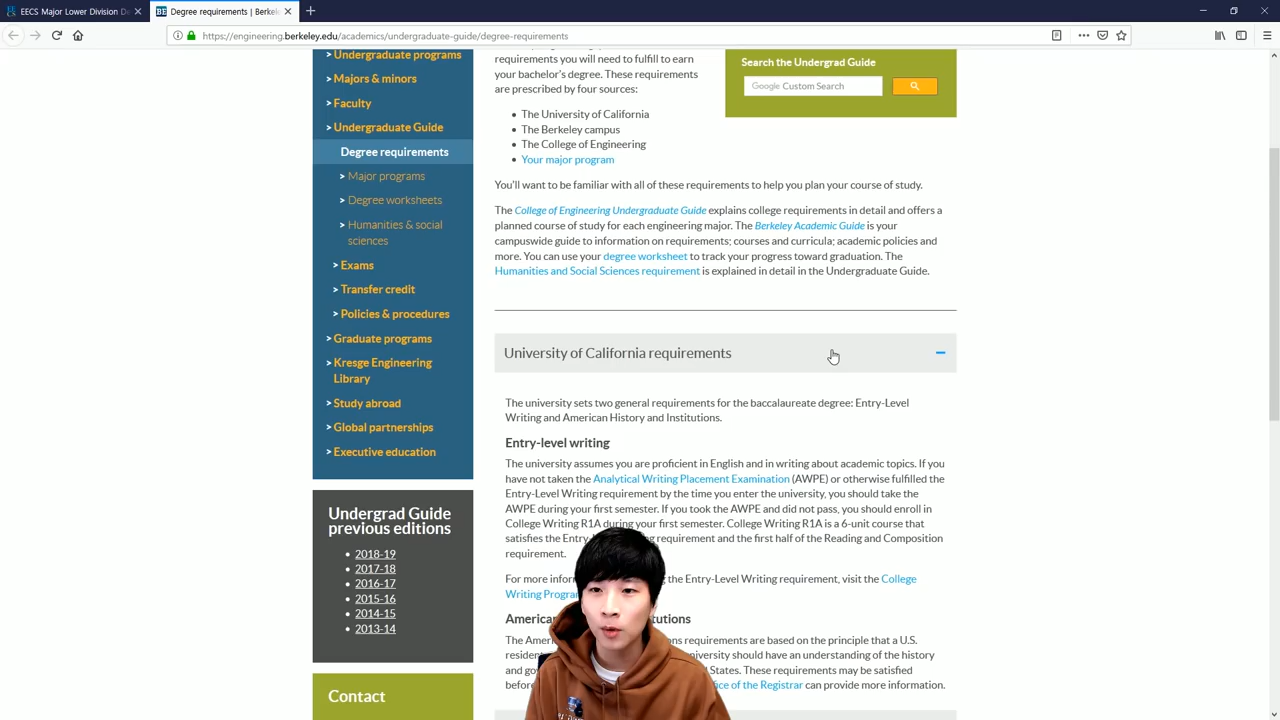 EECS Major Lower Division De
Degree requirements | Berkele
https://engineering.berkeley.edu/academics/undergraduate-guide/degree-requirements
Undergraduate programs
Majors & minors
Faculty
Undergraduate Guide
Degree requirements
Major programs
Degree worksheets
Humanities & social
sciences
Exams
Transfer credit
Policies & procedures
Graduate programs
Kresge Engineering
Library
Study abroad
Global partnerships
Executive education
Undergrad Guide
previous editions
2018-19
2017-18
2016-17
2015-16
2014-15
2013-14
Contact
requirements you will need to fulfill to earn
your bachelor's degree. These requirements
are prescribed by four sources:
The University of California
The Berkeley campus
The College of Engineering
Your major program
Search the Undergrad Guide
Google Custom Search
You'll want to be familiar with all of these requirements to help you plan your course of study.
The College of Engineering Undergraduate Guide explains college requirements in detail and offers a
planned course of study for each engineering major. The Berkeley Academic Guide is your
campuswide guide to information on requirements; courses and curricula; academic policies and
more. You can use your degree worksheet to track your progress toward graduation. The
Humanities and Social Sciences requirement is explained in detail in the Undergraduate Guide.
University of California requirements
The university sets two general requirements for the baccalaureate degree: Entry-Level
Writing and American History and Institutions.
Entry-level writing
The university assumes you are proficient in English and in writing about academic topics. If you
have not taken the Analytical Writing Placement Examination (AWPE) or otherwise fulfilled the
Entry-Level Writing requirement by the time you enter the university, you should take the
AWPE during your first semester. If you took the AWPE and did not pass, you should enroll in
College Writing R1A during your first semester. College Writing R1A is a 6-unit course that
satisfies the Entry-L requirement and the first half of the Reading and Composition
requirement.
For more inform the Entry-Level Writing requirement, visit the College
Writing Program
American tutions
The Ameri ons requirements are based on the principle that a U.S.
resident iversity should have an understanding of the history
and gov States. These requirements may be satisfied
before ice of the Registrar can provide more information.